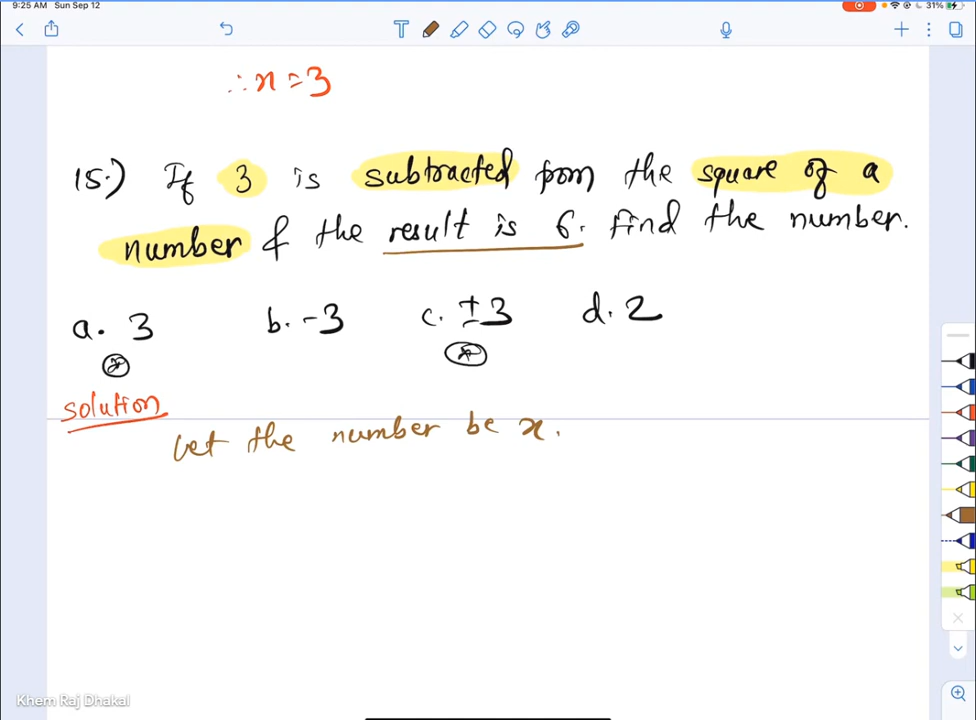 9:25 AM Sun Sep 12
31%
∴ x = 3
15.) If 3 is subtracted from the square of a
number & the result is 6. find the number.
a. 3 b. -3 c. ±3 d. 2
solution
Let the number be x.
Khem Raj Dhakal